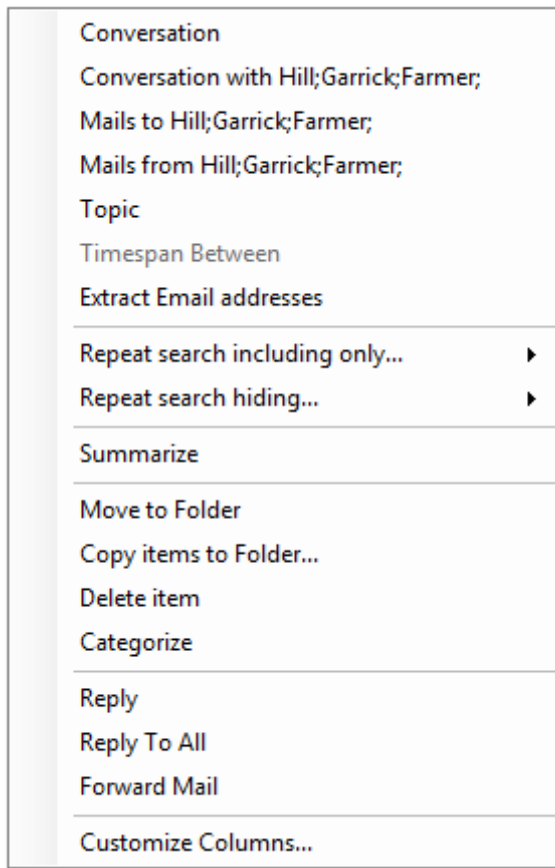 Conversation
Conversation with Hill;Garrick;Farmer;
Mails to Hill;Garrick;Farmer;
Mails from Hill;Garrick;Farmer;
Topic
Timespan Between
Extract Email addresses
Repeat search including only...
Repeat search hiding...
Summarize
Move to Folder
Copy items to Folder...
Delete item
Categorize
Reply
Reply To All
Forward Mail
Customize Columns...